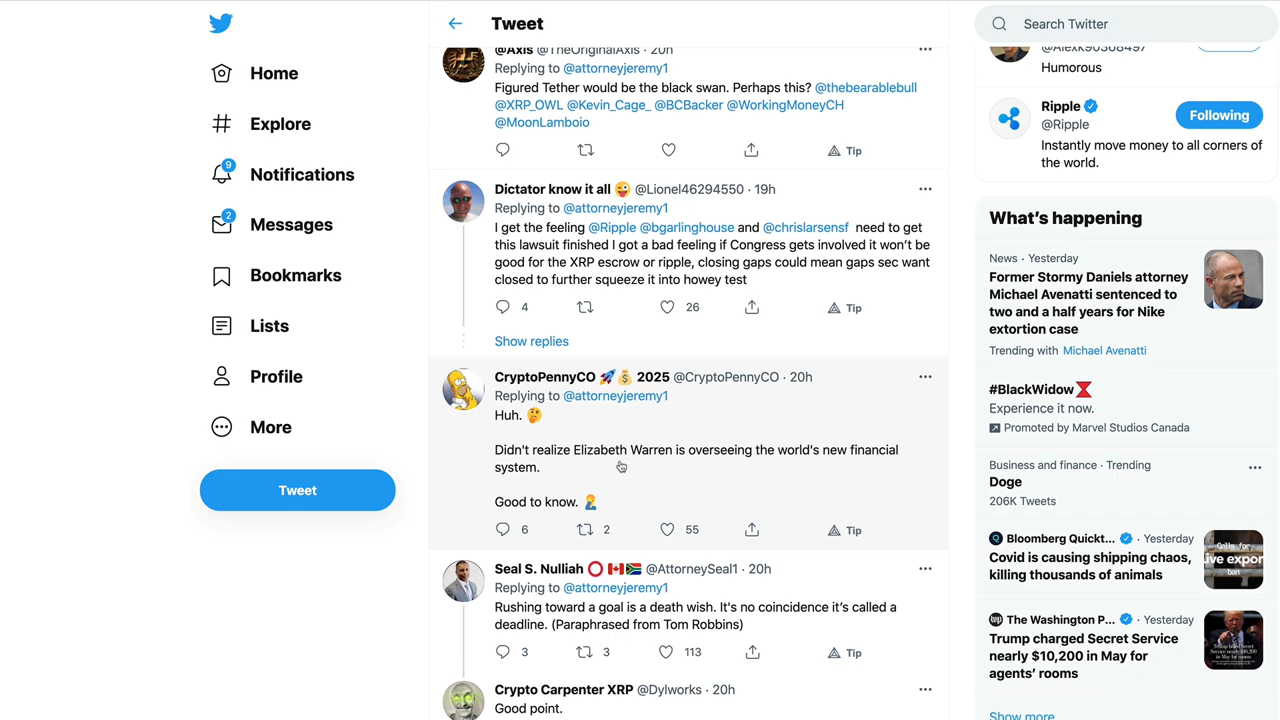 Home
Explore
9
Notifications
2
Messages
Bookmarks
Lists
Profile
More
Tweet
Tweet
@Axis @TheOriginalAxis · 20h
Replying to @attorneyjeremy1
Figured Tether would be the black swan. Perhaps this? @thebearablebull
@XRP_OWL @Kevin_Cage_ @BCBacker @WorkingMoneyCH
@MoonLamboio
Tip
Dictator know it all 😜 @Lionel46294550 · 19h
Replying to @attorneyjeremy1
I get the feeling @Ripple @bgarlinghouse and @chrislarsensf need to get
this lawsuit finished I got a bad feeling if Congress gets involved it won't be
good for the XRP escrow or ripple, closing gaps could mean gaps sec want
closed to further squeeze it into howey test
4 26 Tip
Show replies
CryptoPennyCO 🚀💰 2025 @CryptoPennyCO · 20h
Replying to @attorneyjeremy1
Huh. 🤔
Didn't realize Elizabeth Warren is overseeing the world's new financial
system.
Good to know. 🤦‍♂️
6 2 55 Tip
Seal S. Nulliah ⭕🇨🇦🇿🇦 @AttorneySeal1 · 20h
Replying to @attorneyjeremy1
Rushing toward a goal is a death wish. It's no coincidence it's called a
deadline. (Paraphrased from Tom Robbins)
3 3 113 Tip
Crypto Carpenter XRP @Dylworks · 20h
Good point.
Search Twitter
@Alexk90368497
Humorous
Ripple
@Ripple
Following
Instantly move money to all corners of
the world.
What's happening
News · Yesterday
Former Stormy Daniels attorney
Michael Avenatti sentenced to
two and a half years for Nike
extortion case
Trending with Michael Avenatti
#BlackWidow
Experience it now.
Promoted by Marvel Studios Canada
Business and finance · Trending
Doge
206K Tweets
Bloomberg Quickt... · Yesterday
Covid is causing shipping chaos,
killing thousands of animals
Calls for
live expor
ban
The Washington P... · Yesterday
Trump charged Secret Service
nearly $10,200 in May for
agents' rooms
Show more